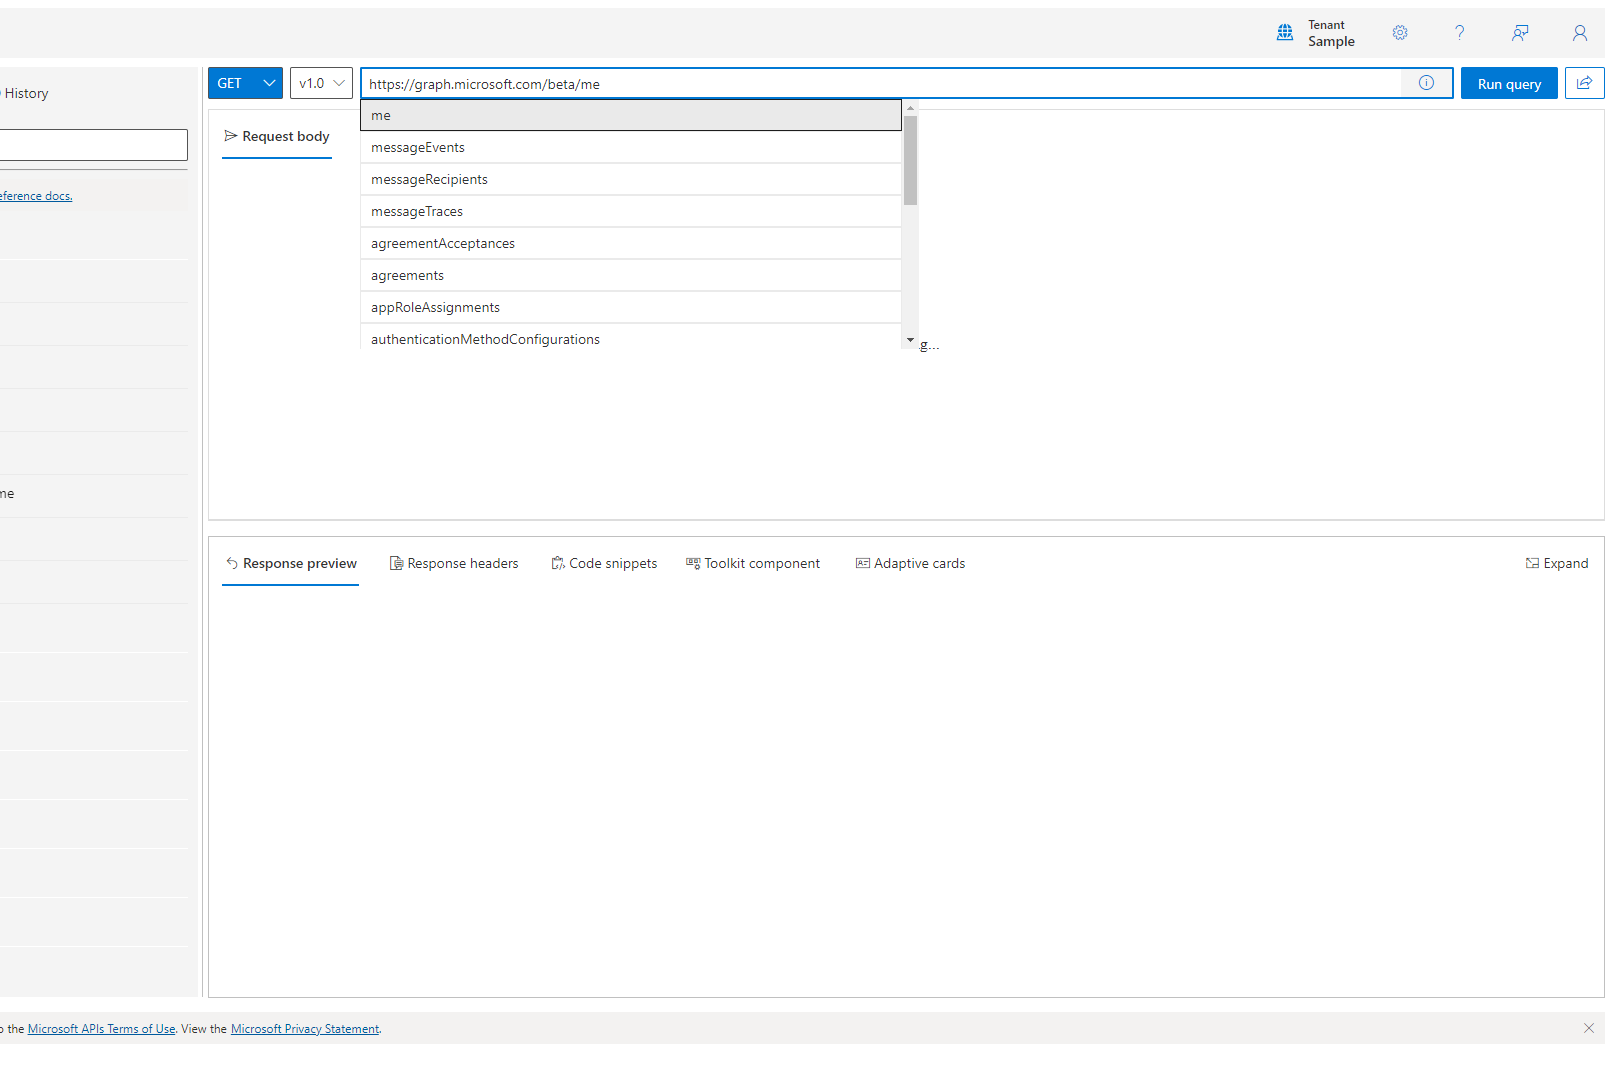 Tenant
Sample
History
GET
v1.0
https://graph.microsoft.com/beta/me
Run query
Request body
me
messageEvents
messageRecipients
messageTraces
agreementAcceptances
agreements
appRoleAssignments
authenticationMethodConfigurations
g...
eference docs.
me
Response preview
Response headers
Code snippets
Toolkit component
Adaptive cards
Expand
o the Microsoft APIs Terms of Use. View the Microsoft Privacy Statement.